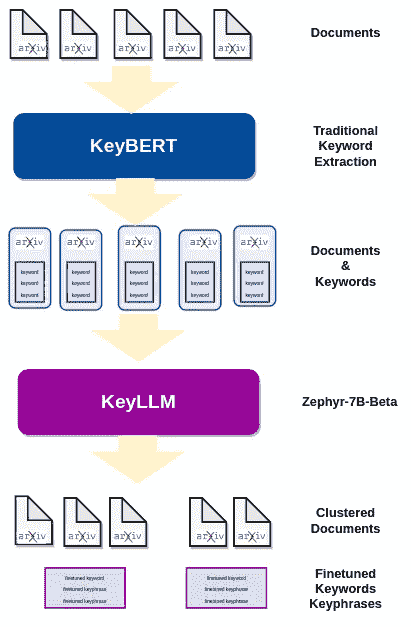 arXiv arXiv arXiv arXiv arXiv
Documents
KeyBERT
Traditional
Keyword
Extraction
arXiv arXiv arXiv arXiv arXiv
keyword keyword keyword keyword keyword
keyword keyword keyword keyword keyword
keyword keyword keyword keyword keyword
Documents
&
Keywords
KeyLLM
Zephyr-7B-Beta
arXiv arXiv arXiv arXiv arXiv
Clustered
Documents
finetuned keyword
finetuned keyphrase
finetuned keyphrase
finetuned keyword
finetuned keyphrase
finetuned keyphrase
Finetuned
Keywords
Keyphrases